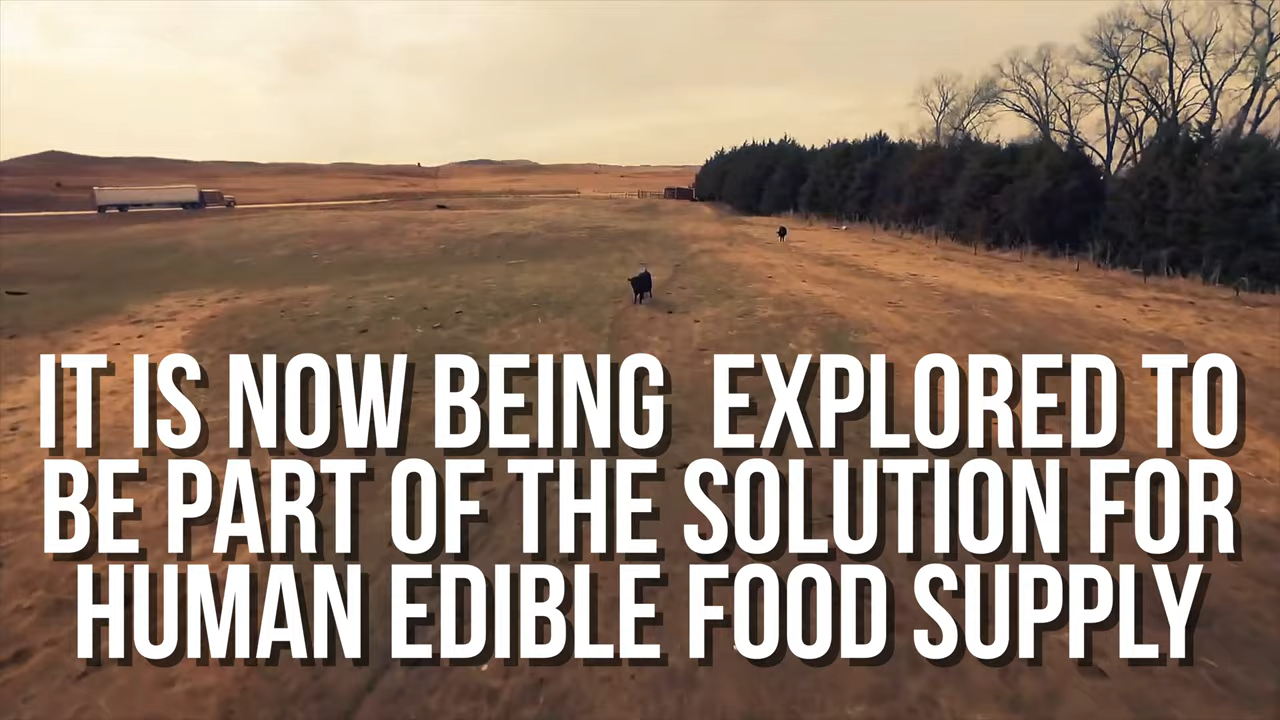 IT IS NOW BEING  EXPLORED TO
BE PART OF THE SOLUTION FOR
HUMAN EDIBLE FOOD SUPPLY